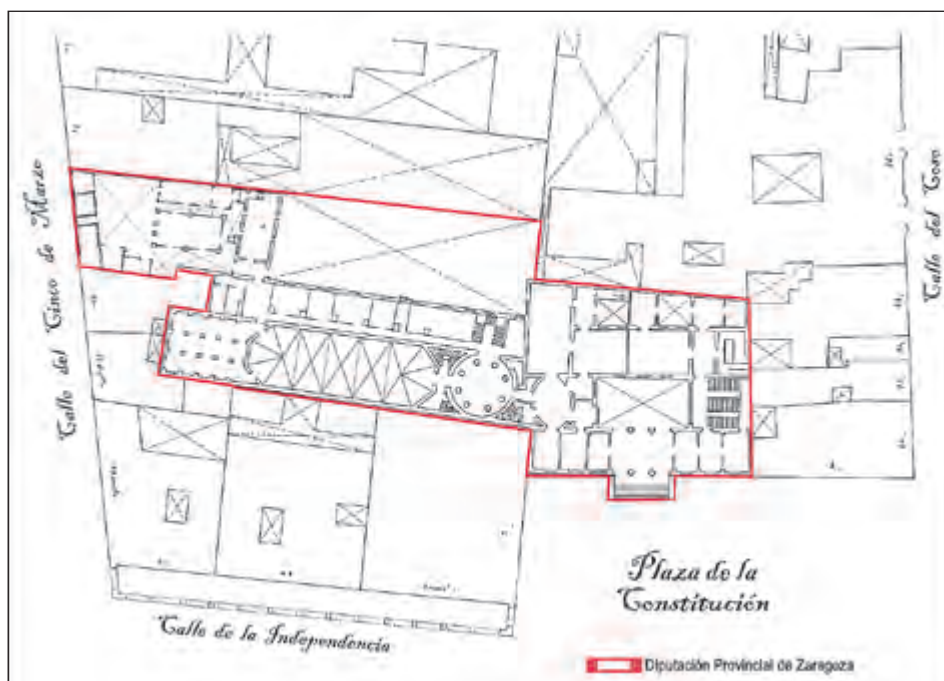 Calle del Cinco de Marzo
Calle del Coso
Plaza de la
Constitución
Calle de la Independencia
Diputación Provincial de Zaragoza